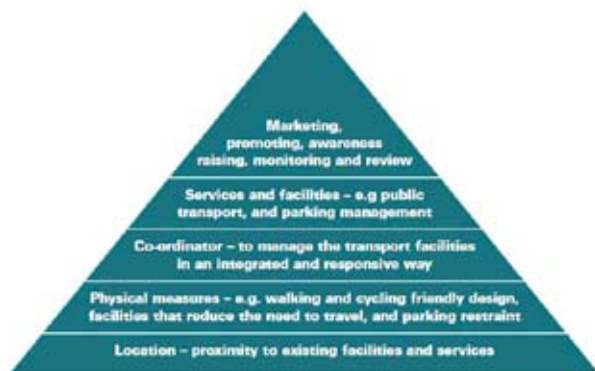 Marketing,
promoting, awareness
raising, monitoring and review
Services and facilities – e.g public
transport, and parking management
Co-ordinator – to manage the transport facilities
in an integrated and responsive way
Physical measures – e.g. walking and cycling friendly design,
facilities that reduce the need to travel, and parking restraint
Location – proximity to existing facilities and services